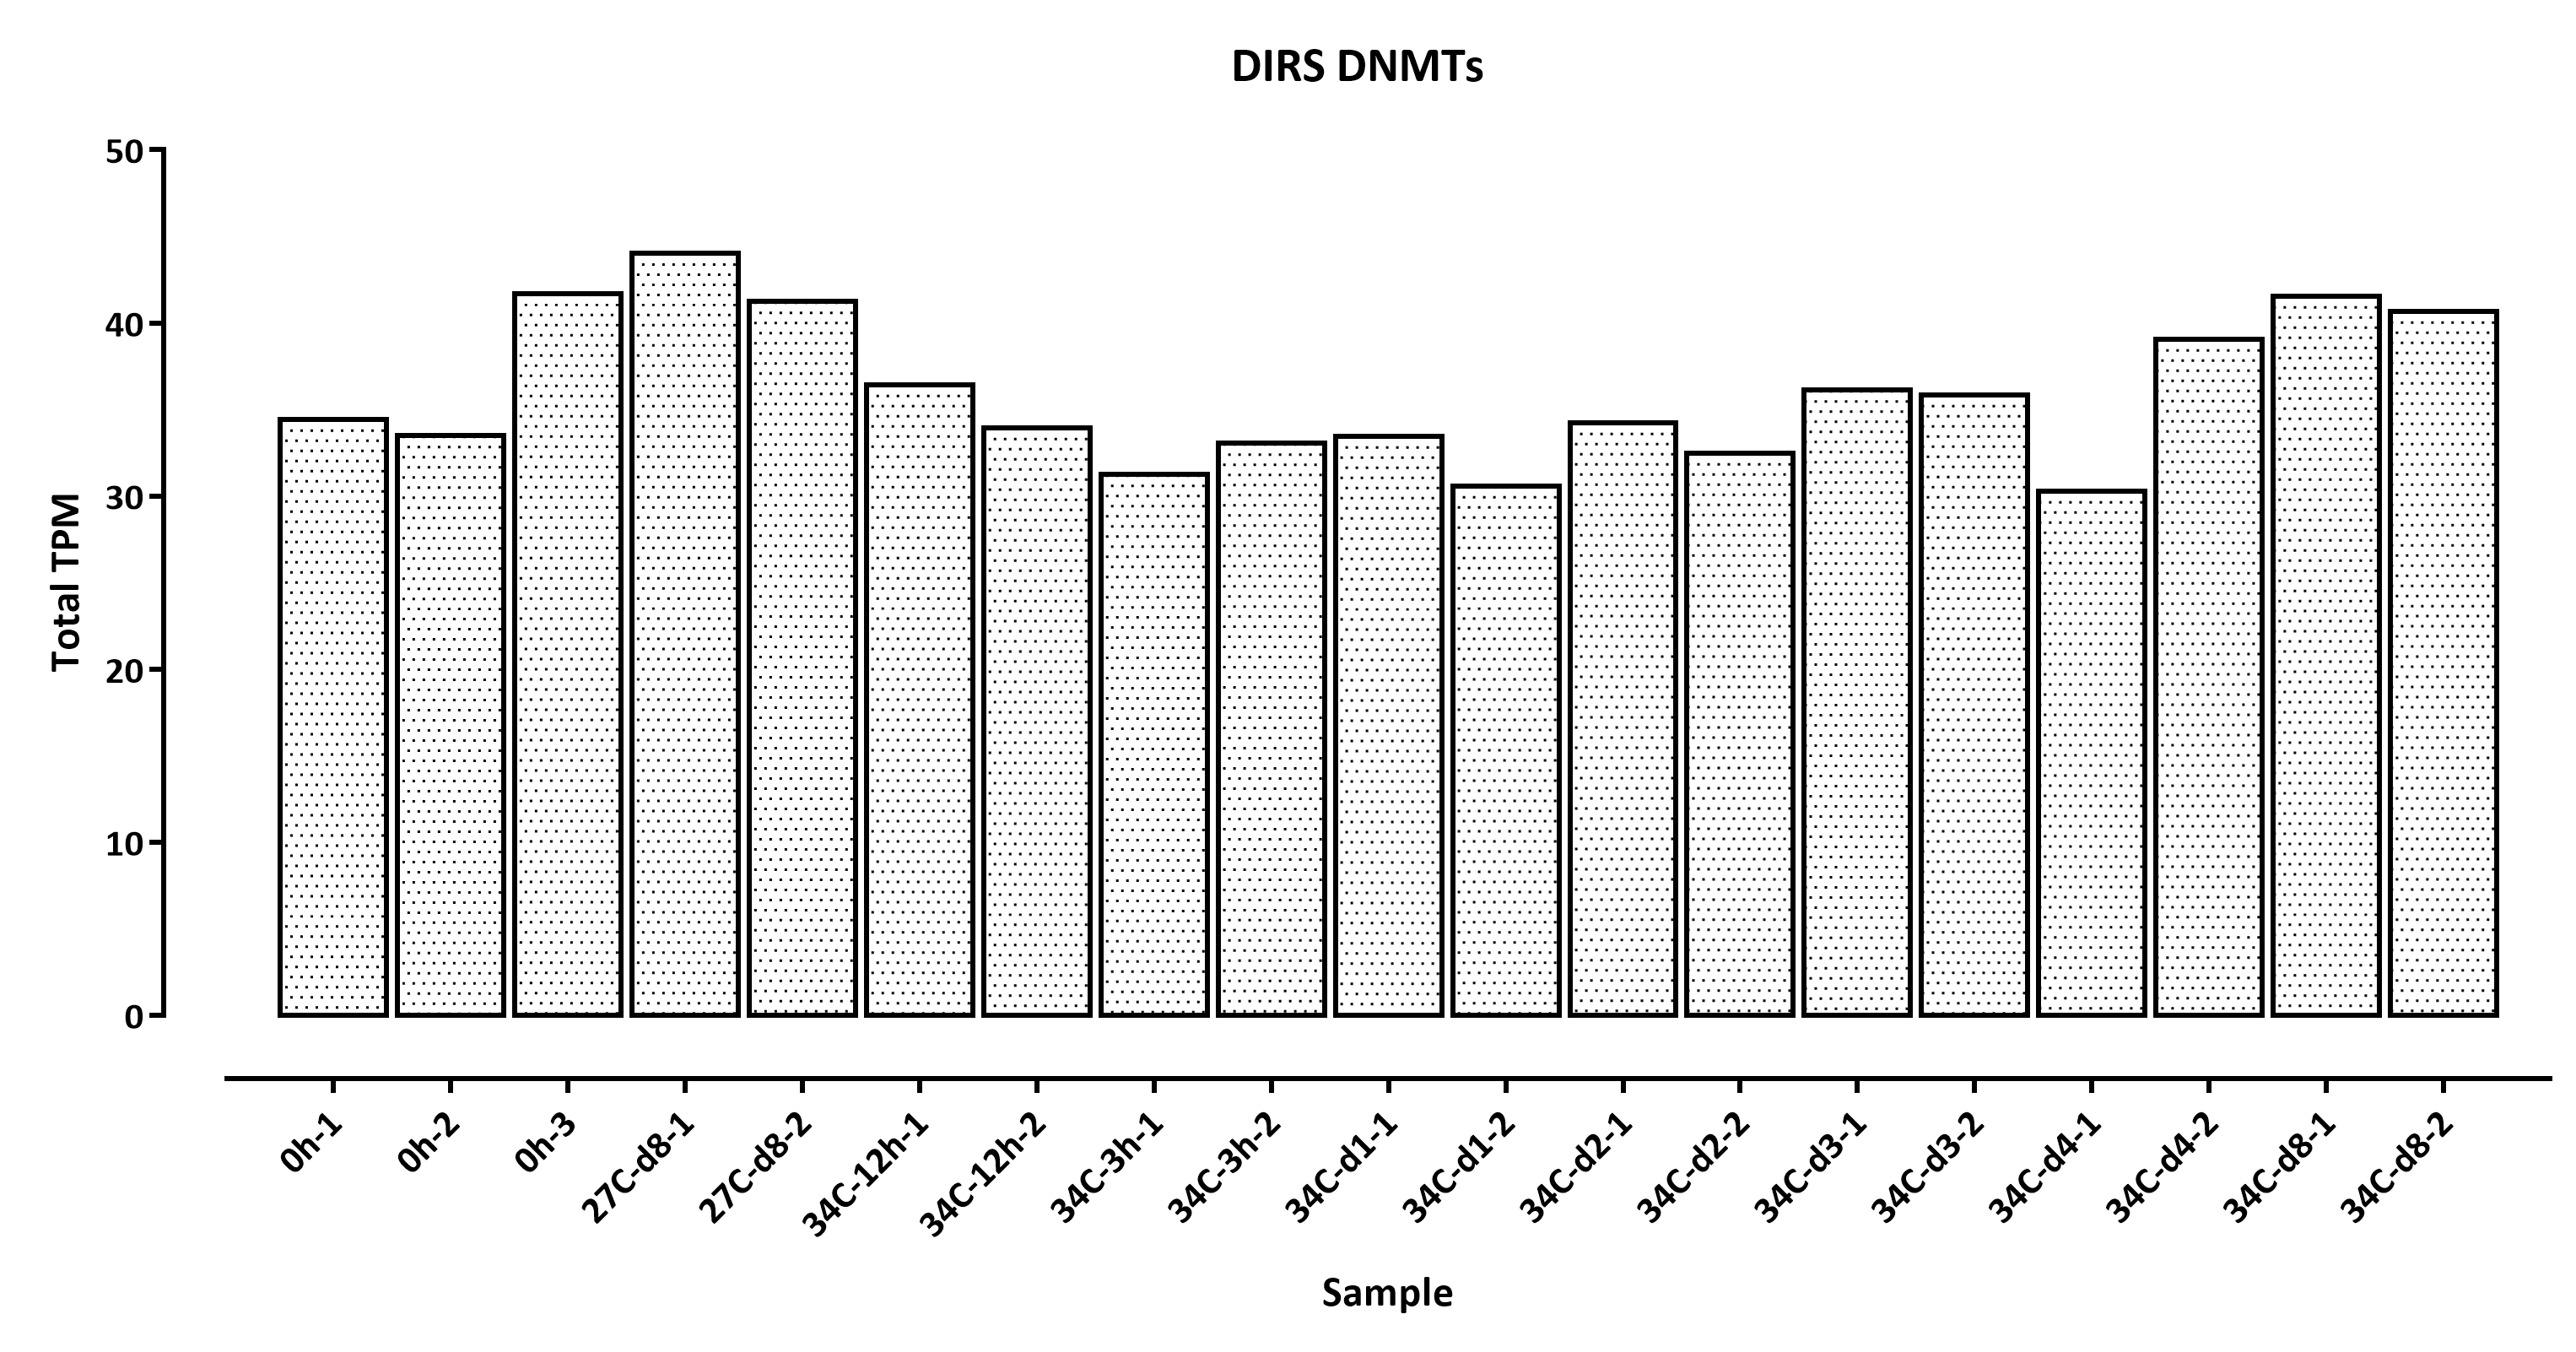 DIRS DNMTs
50
40
30
20
10
0
Total TPM
0h-1
0h-2
0h-3
27C-d8-1
27C-d8-2
34C-12h-1
34C-12h-2
34C-3h-1
34C-3h-2
34C-d1-1
34C-d1-2
34C-d2-1
34C-d2-2
34C-d3-1
34C-d3-2
34C-d4-1
34C-d4-2
34C-d8-1
34C-d8-2
Sample